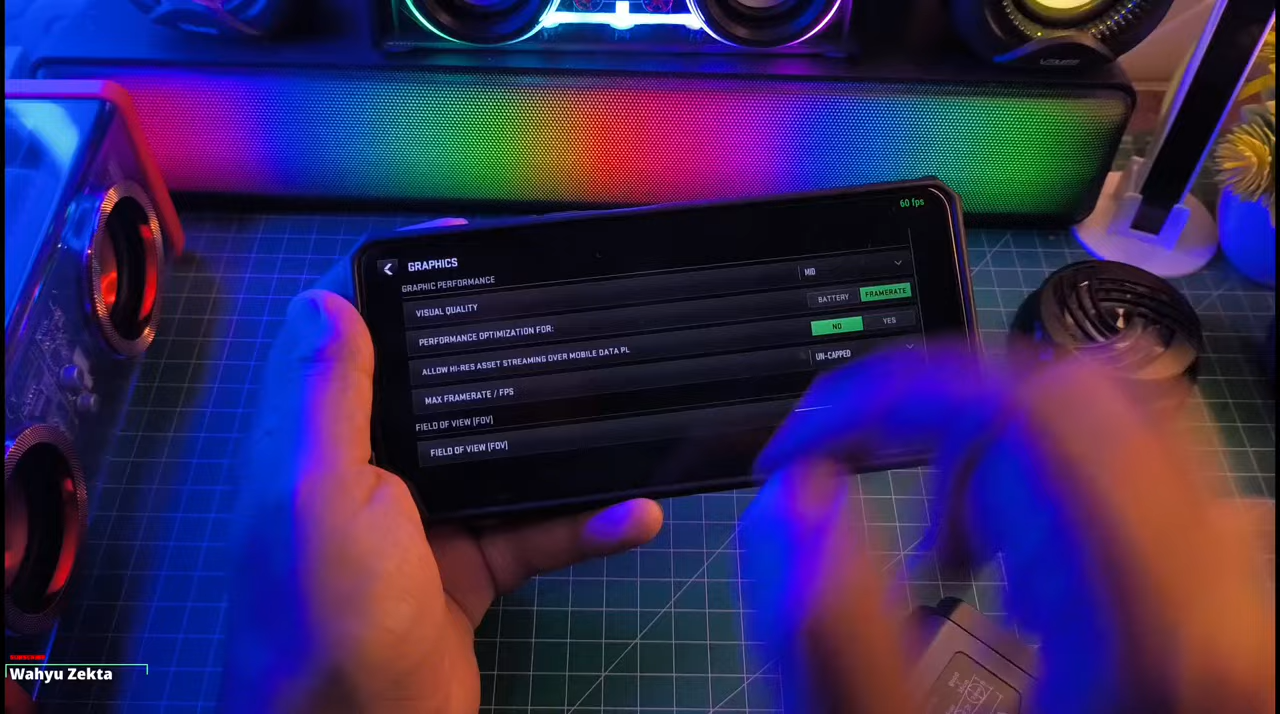 60 fps
GRAPHICS
GRAPHIC PERFORMANCE
MID
VISUAL QUALITY
BATTERY FRAMERATE
PERFORMANCE OPTIMIZATION FOR:
NO YES
ALLOW HI-RES ASSET STREAMING OVER MOBILE DATA PL
UN-CAPPED
MAX FRAMERATE / FPS
FIELD OF VIEW (FOV)
FIELD OF VIEW (FOV)
Wahyu Zekta